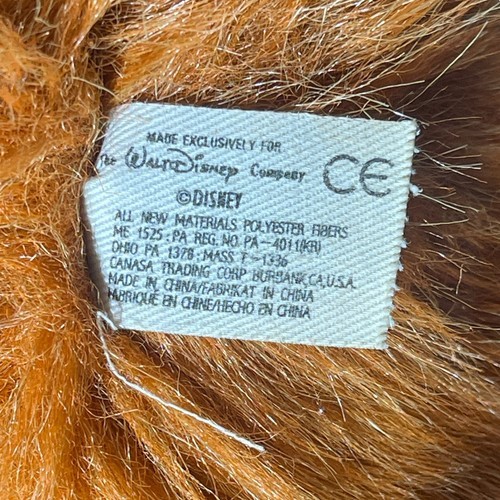 MADE EXCLUSIVELY FOR
The WALT DISNEY Company CE
©DISNEY
ALL NEW MATERIALS POLYESTER FIBERS
ME 1525, PA REG. NO PA-4011(KR)
OHIO PA 1378, MASS T-1336
CANASA TRADING CORP BURBANK,CA,U.S.A.
MADE IN CHINA/FABRIKAT IN CHINA
FABRIQUE EN CHINE/HECHO EN CHINA